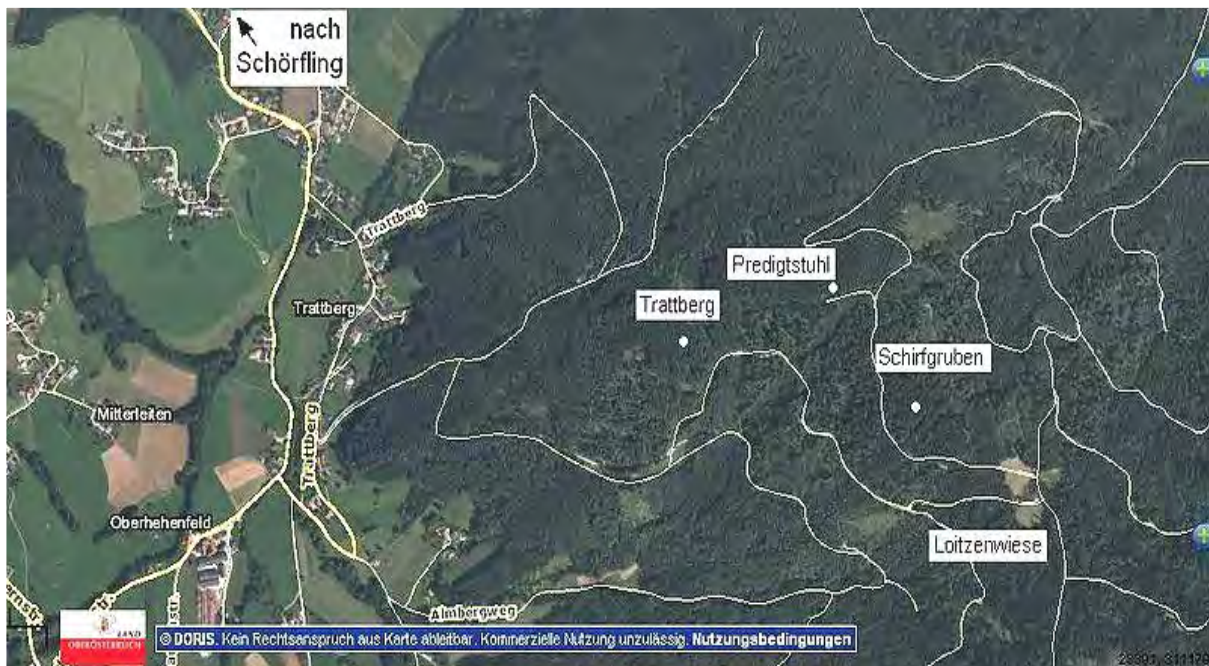 nach
Schörfling
Trattberg
Predigtstuhl
Trattberg
Trattberg
Schirfgruben
Mitterleiten
Trattberg
Oberhehenfeld
Loitzenwiese
Almbergweg
LAND
OBERÖSTERREICH
© DORIS. Kein Rechtsanspruch aus Karte ableitbar. Kommerzielle Nutzung unzulässig. Nutzungsbedingungen